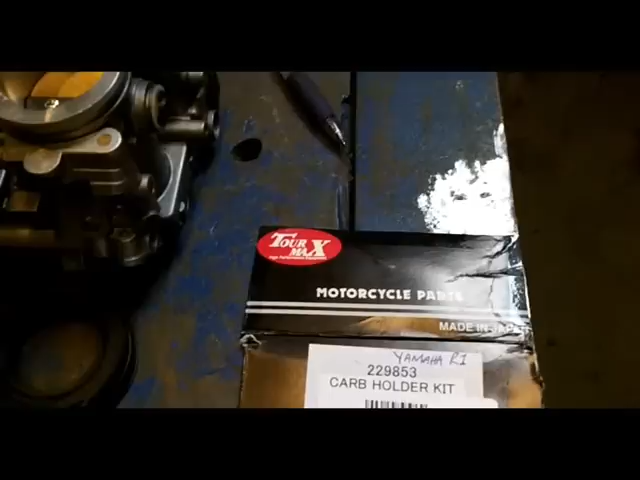 TOUR
MAX
MOTORCYCLE PARTS
MADE IN JAPAN
YAMAHA R1
229853
CARB HOLDER KIT